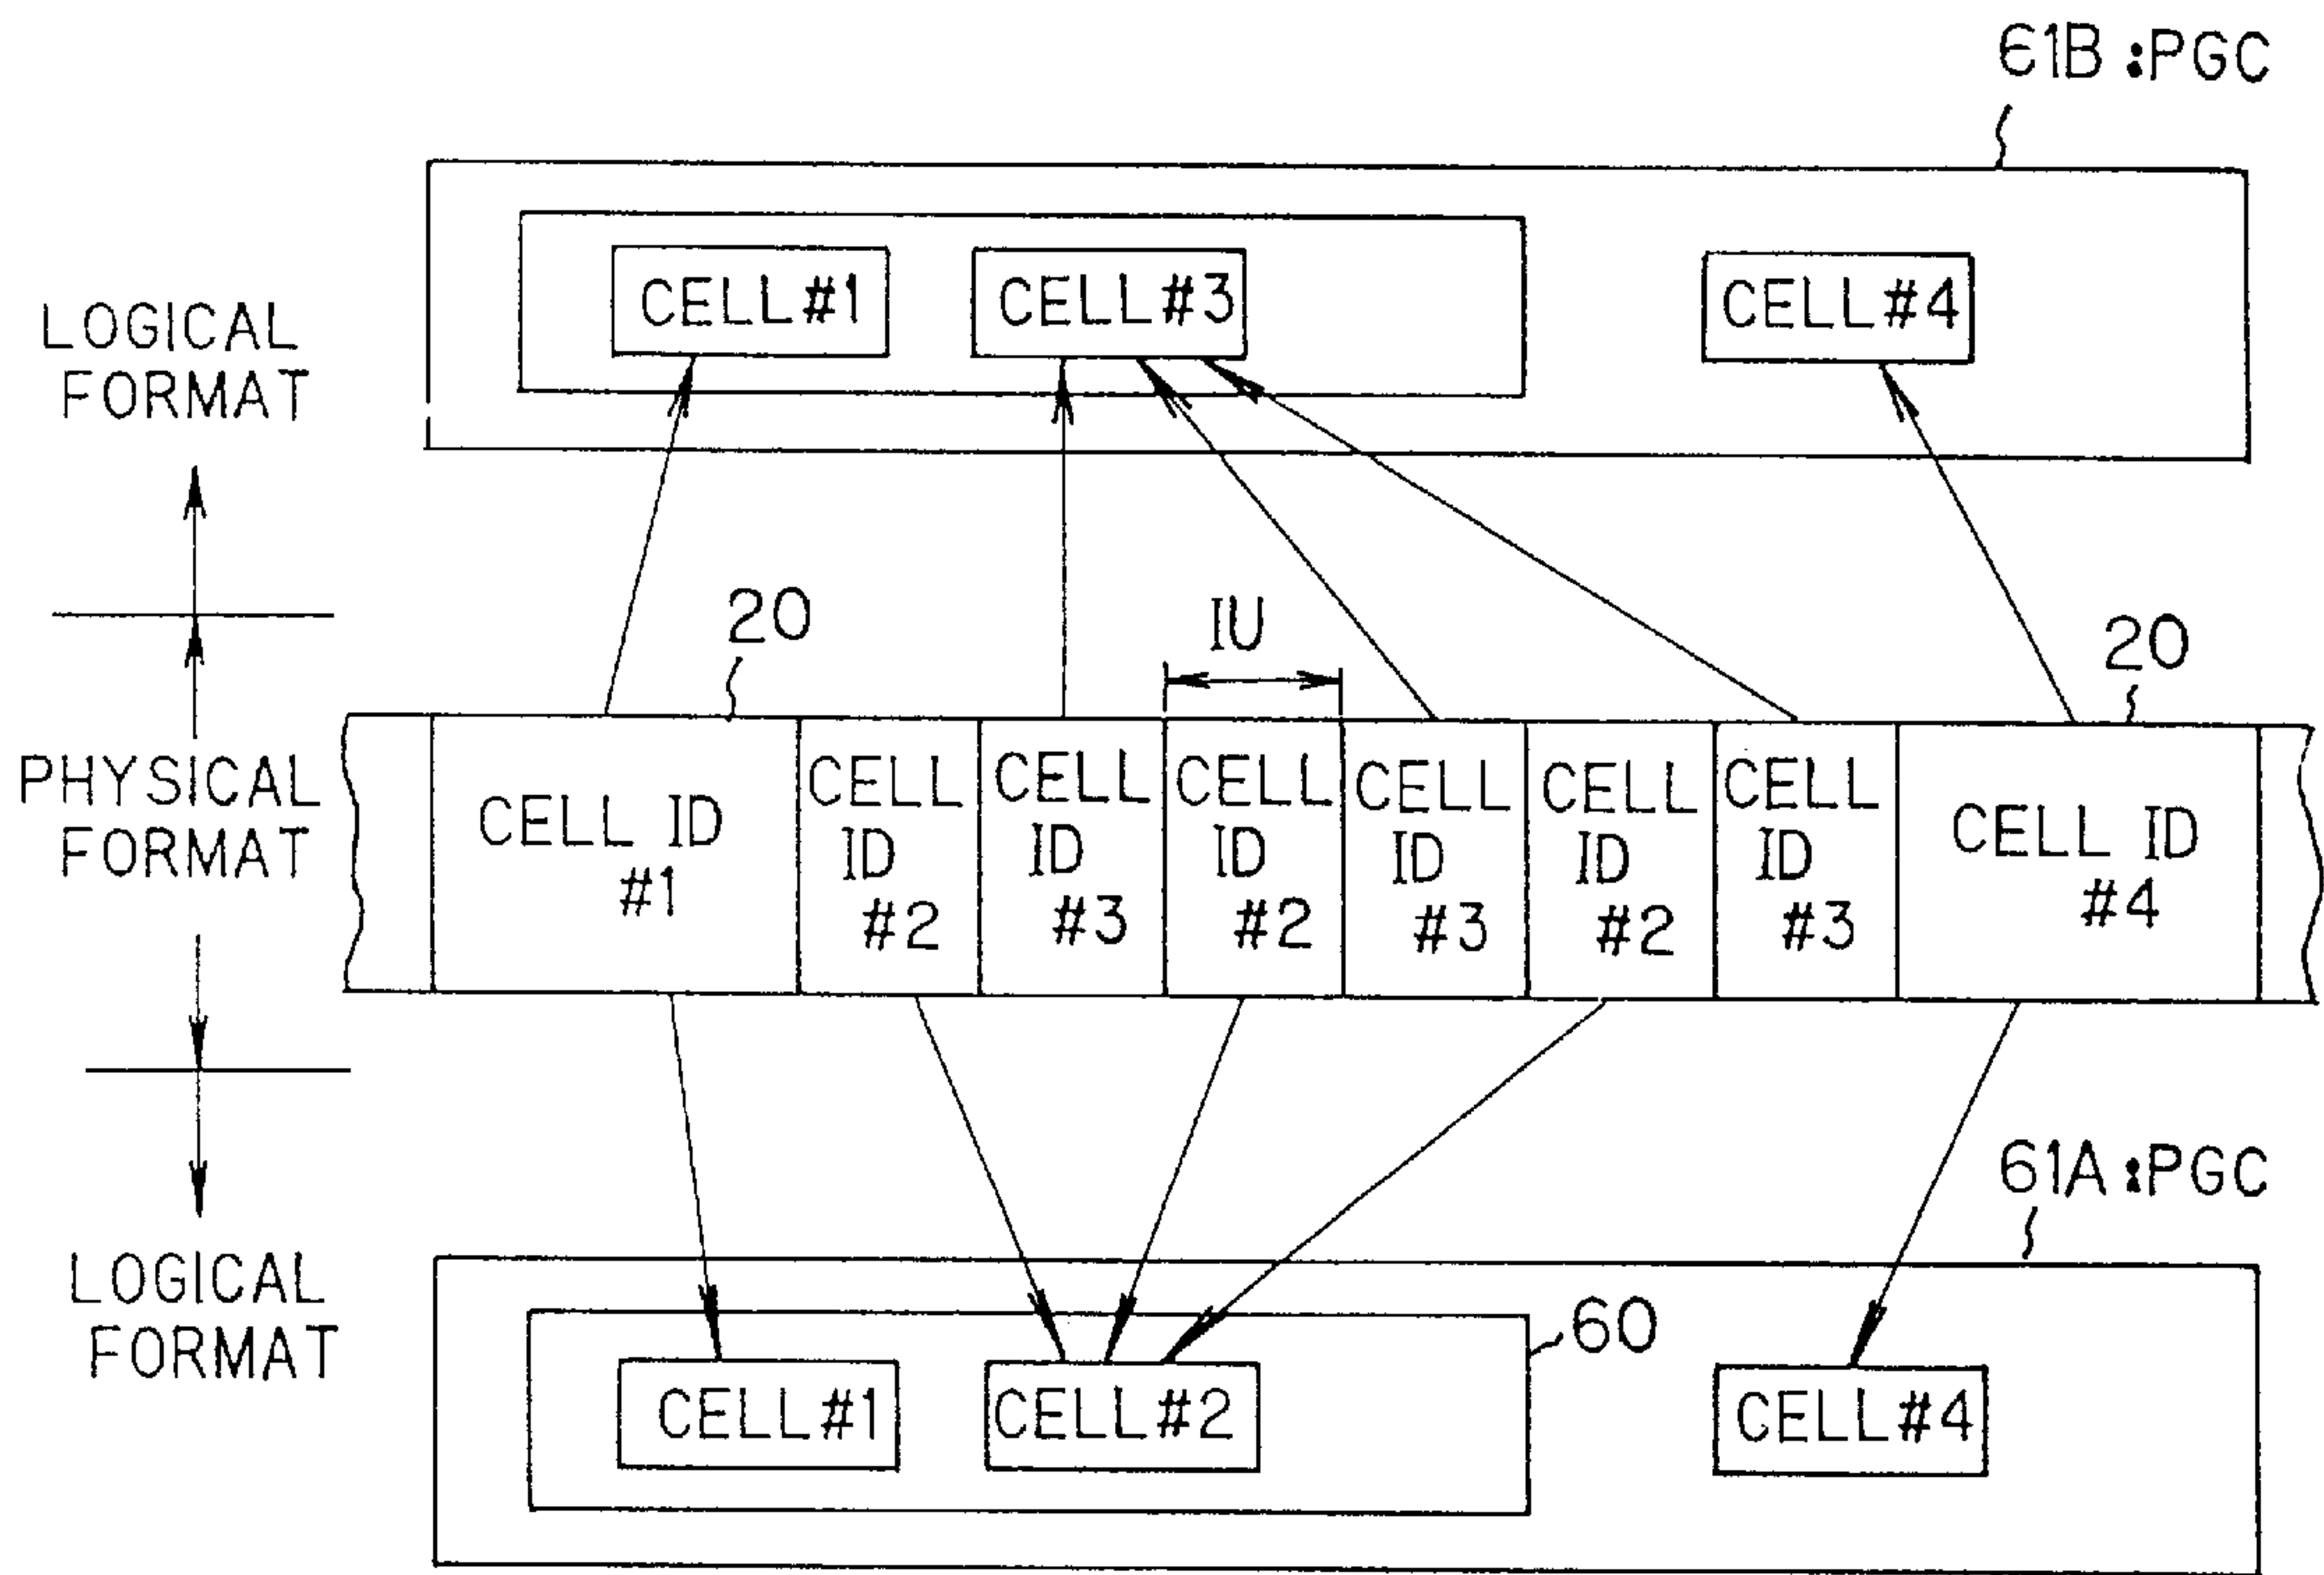 61B :PGC
CELL #1
CELL #3
CELL #4
LOGICAL
FORMAT
20
IU
20
PHYSICAL
FORMAT
CELL ID
#1
CELL
ID
#2
CELL
ID
#3
CELL
ID
#2
CELL
ID
#3
CELL
ID
#2
CELL
ID
#3
CELL ID
#4
61A :PGC
LOGICAL
FORMAT
60
CELL #1
CELL #2
CELL #4